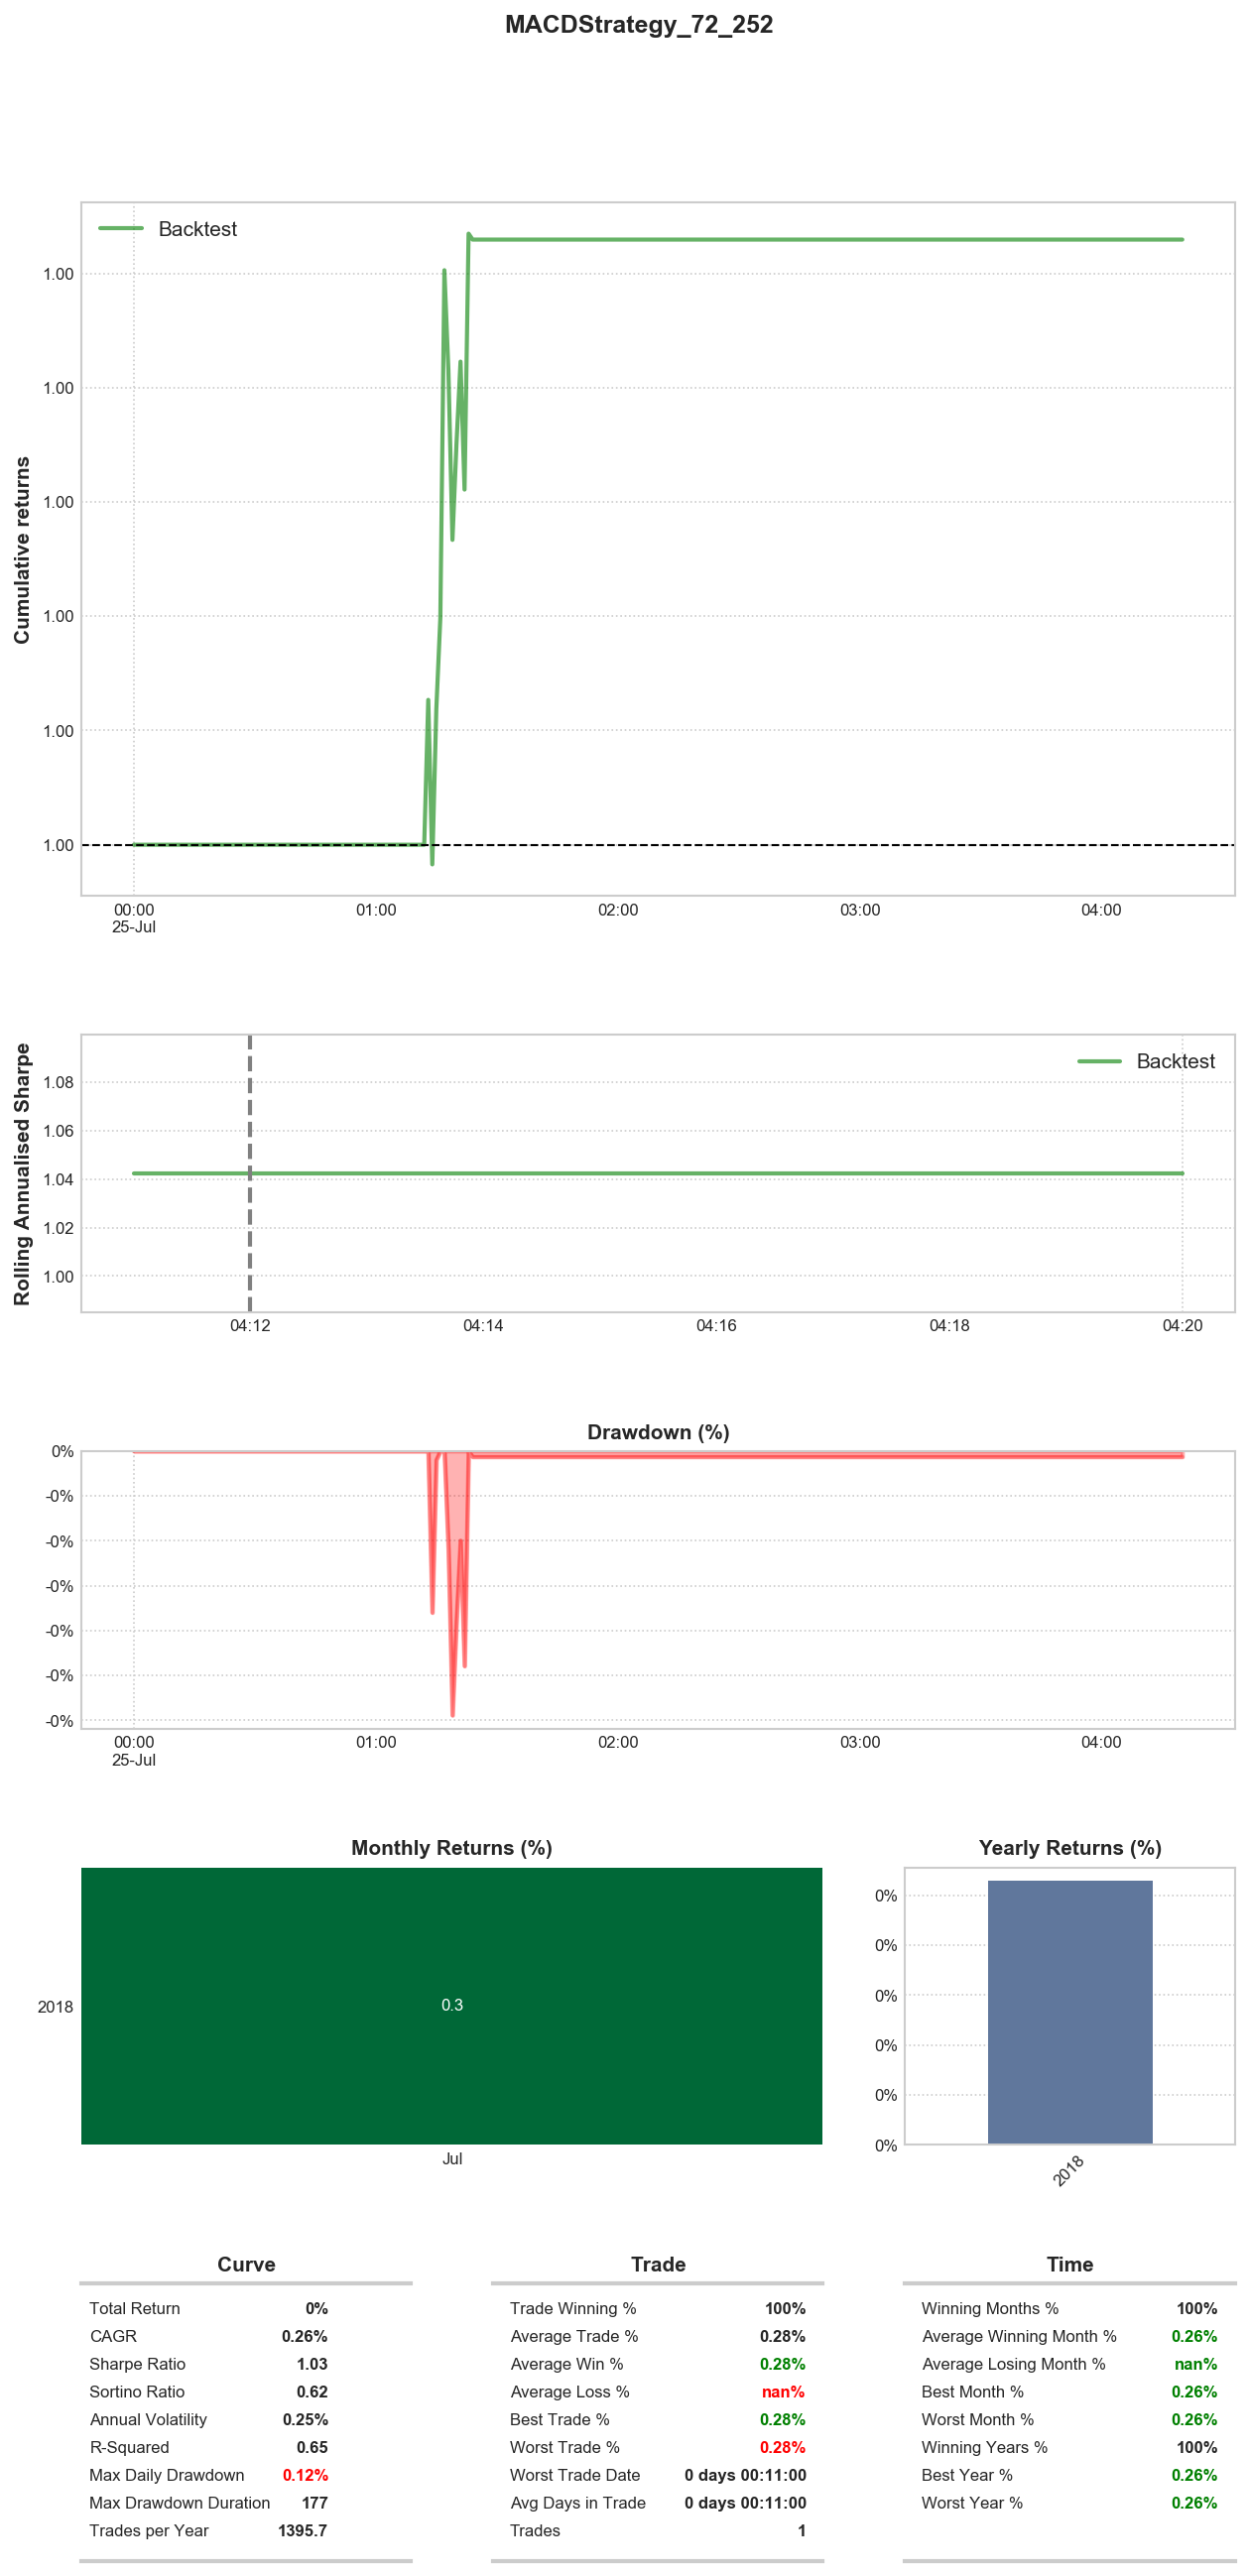 MACDStrategy_72_252
Backtest
Cumulative returns
1.00
1.00
1.00
1.00
1.00
1.00
00:00 01:00 02:00 03:00 04:00
25-Jul
Rolling Annualised Sharpe
Backtest
1.08
1.06
1.04
1.02
1.00
04:12 04:14 04:16 04:18 04:20
Drawdown (%)
0%
-0%
-0%
-0%
-0%
-0%
-0%
00:00 01:00 02:00 03:00 04:00
25-Jul
Monthly Returns (%)
2018
0.3
Jul
Yearly Returns (%)
0%
0%
0%
0%
0%
0%
2018
Curve
Total Return 0%
CAGR 0.26%
Sharpe Ratio 1.03
Sortino Ratio 0.62
Annual Volatility 0.25%
R-Squared 0.65
Max Daily Drawdown 0.12%
Max Drawdown Duration 177
Trades per Year 1395.7
Trade
Trade Winning % 100%
Average Trade % 0.28%
Average Win % 0.28%
Average Loss % nan%
Best Trade % 0.28%
Worst Trade % 0.28%
Worst Trade Date 0 days 00:11:00
Avg Days in Trade 0 days 00:11:00
Trades 1
Time
Winning Months % 100%
Average Winning Month % 0.26%
Average Losing Month % nan%
Best Month % 0.26%
Worst Month % 0.26%
Winning Years % 100%
Best Year % 0.26%
Worst Year % 0.26%